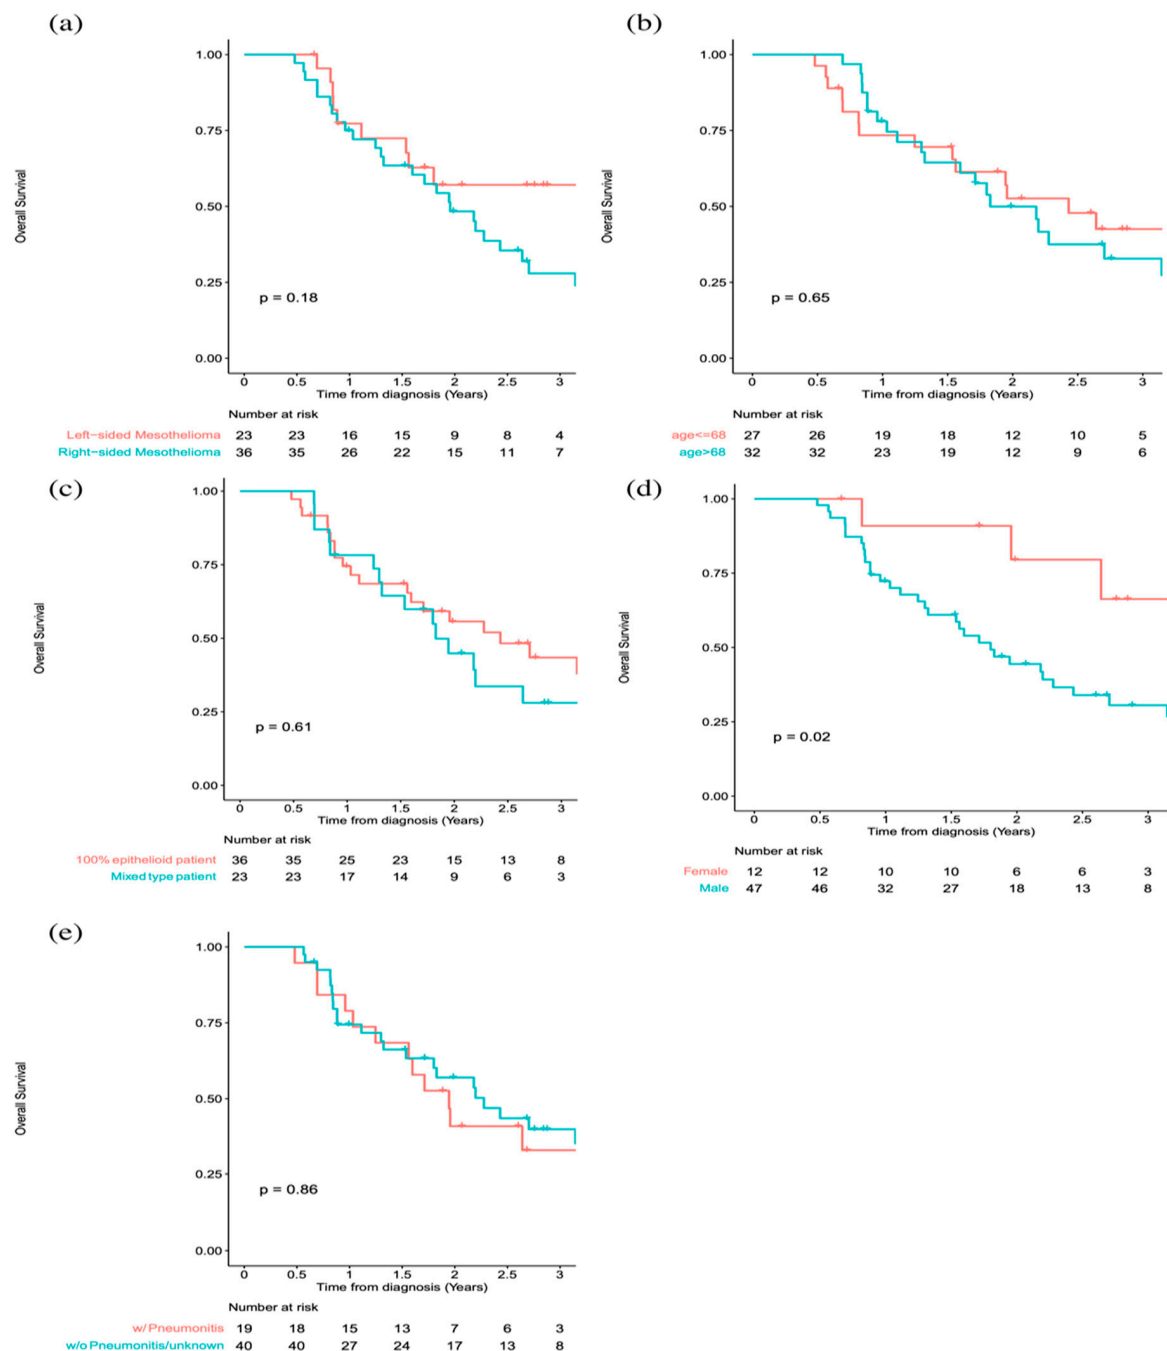 (a)
1.00
0.75
0.50
0.25
0.00
Overall Survival
p = 0.18
0 0.5 1 1.5 2 2.5 3
Time from diagnosis (Years)
Number at risk
Left-sided Mesothelioma 23 23 16 15 9 8 4
Right-sided Mesothelioma 36 35 26 22 15 11 7
(b)
1.00
0.75
0.50
0.25
0.00
Overall Survival
p = 0.65
0 0.5 1 1.5 2 2.5 3
Time from diagnosis (Years)
Number at risk
age<=68 27 26 19 18 12 10 5
age>68 32 32 23 19 12 9 6
(c)
1.00
0.75
0.50
0.25
0.00
Overall Survival
p = 0.61
0 0.5 1 1.5 2 2.5 3
Time from diagnosis (Years)
Number at risk
100% epithelioid patient 36 35 25 23 15 13 8
Mixed type patient 23 23 17 14 9 6 3
(d)
1.00
0.75
0.50
0.25
0.00
Overall Survival
p = 0.02
0 0.5 1 1.5 2 2.5 3
Time from diagnosis (Years)
Number at risk
Female 12 12 10 10 6 6 3
Male 47 46 32 27 18 13 8
(e)
1.00
0.75
0.50
0.25
0.00
Overall Survival
p = 0.86
0 0.5 1 1.5 2 2.5 3
Time from diagnosis (Years)
Number at risk
w/ Pneumonitis 19 18 15 13 7 6 3
w/o Pneumonitis/unknown 40 40 27 24 17 13 8